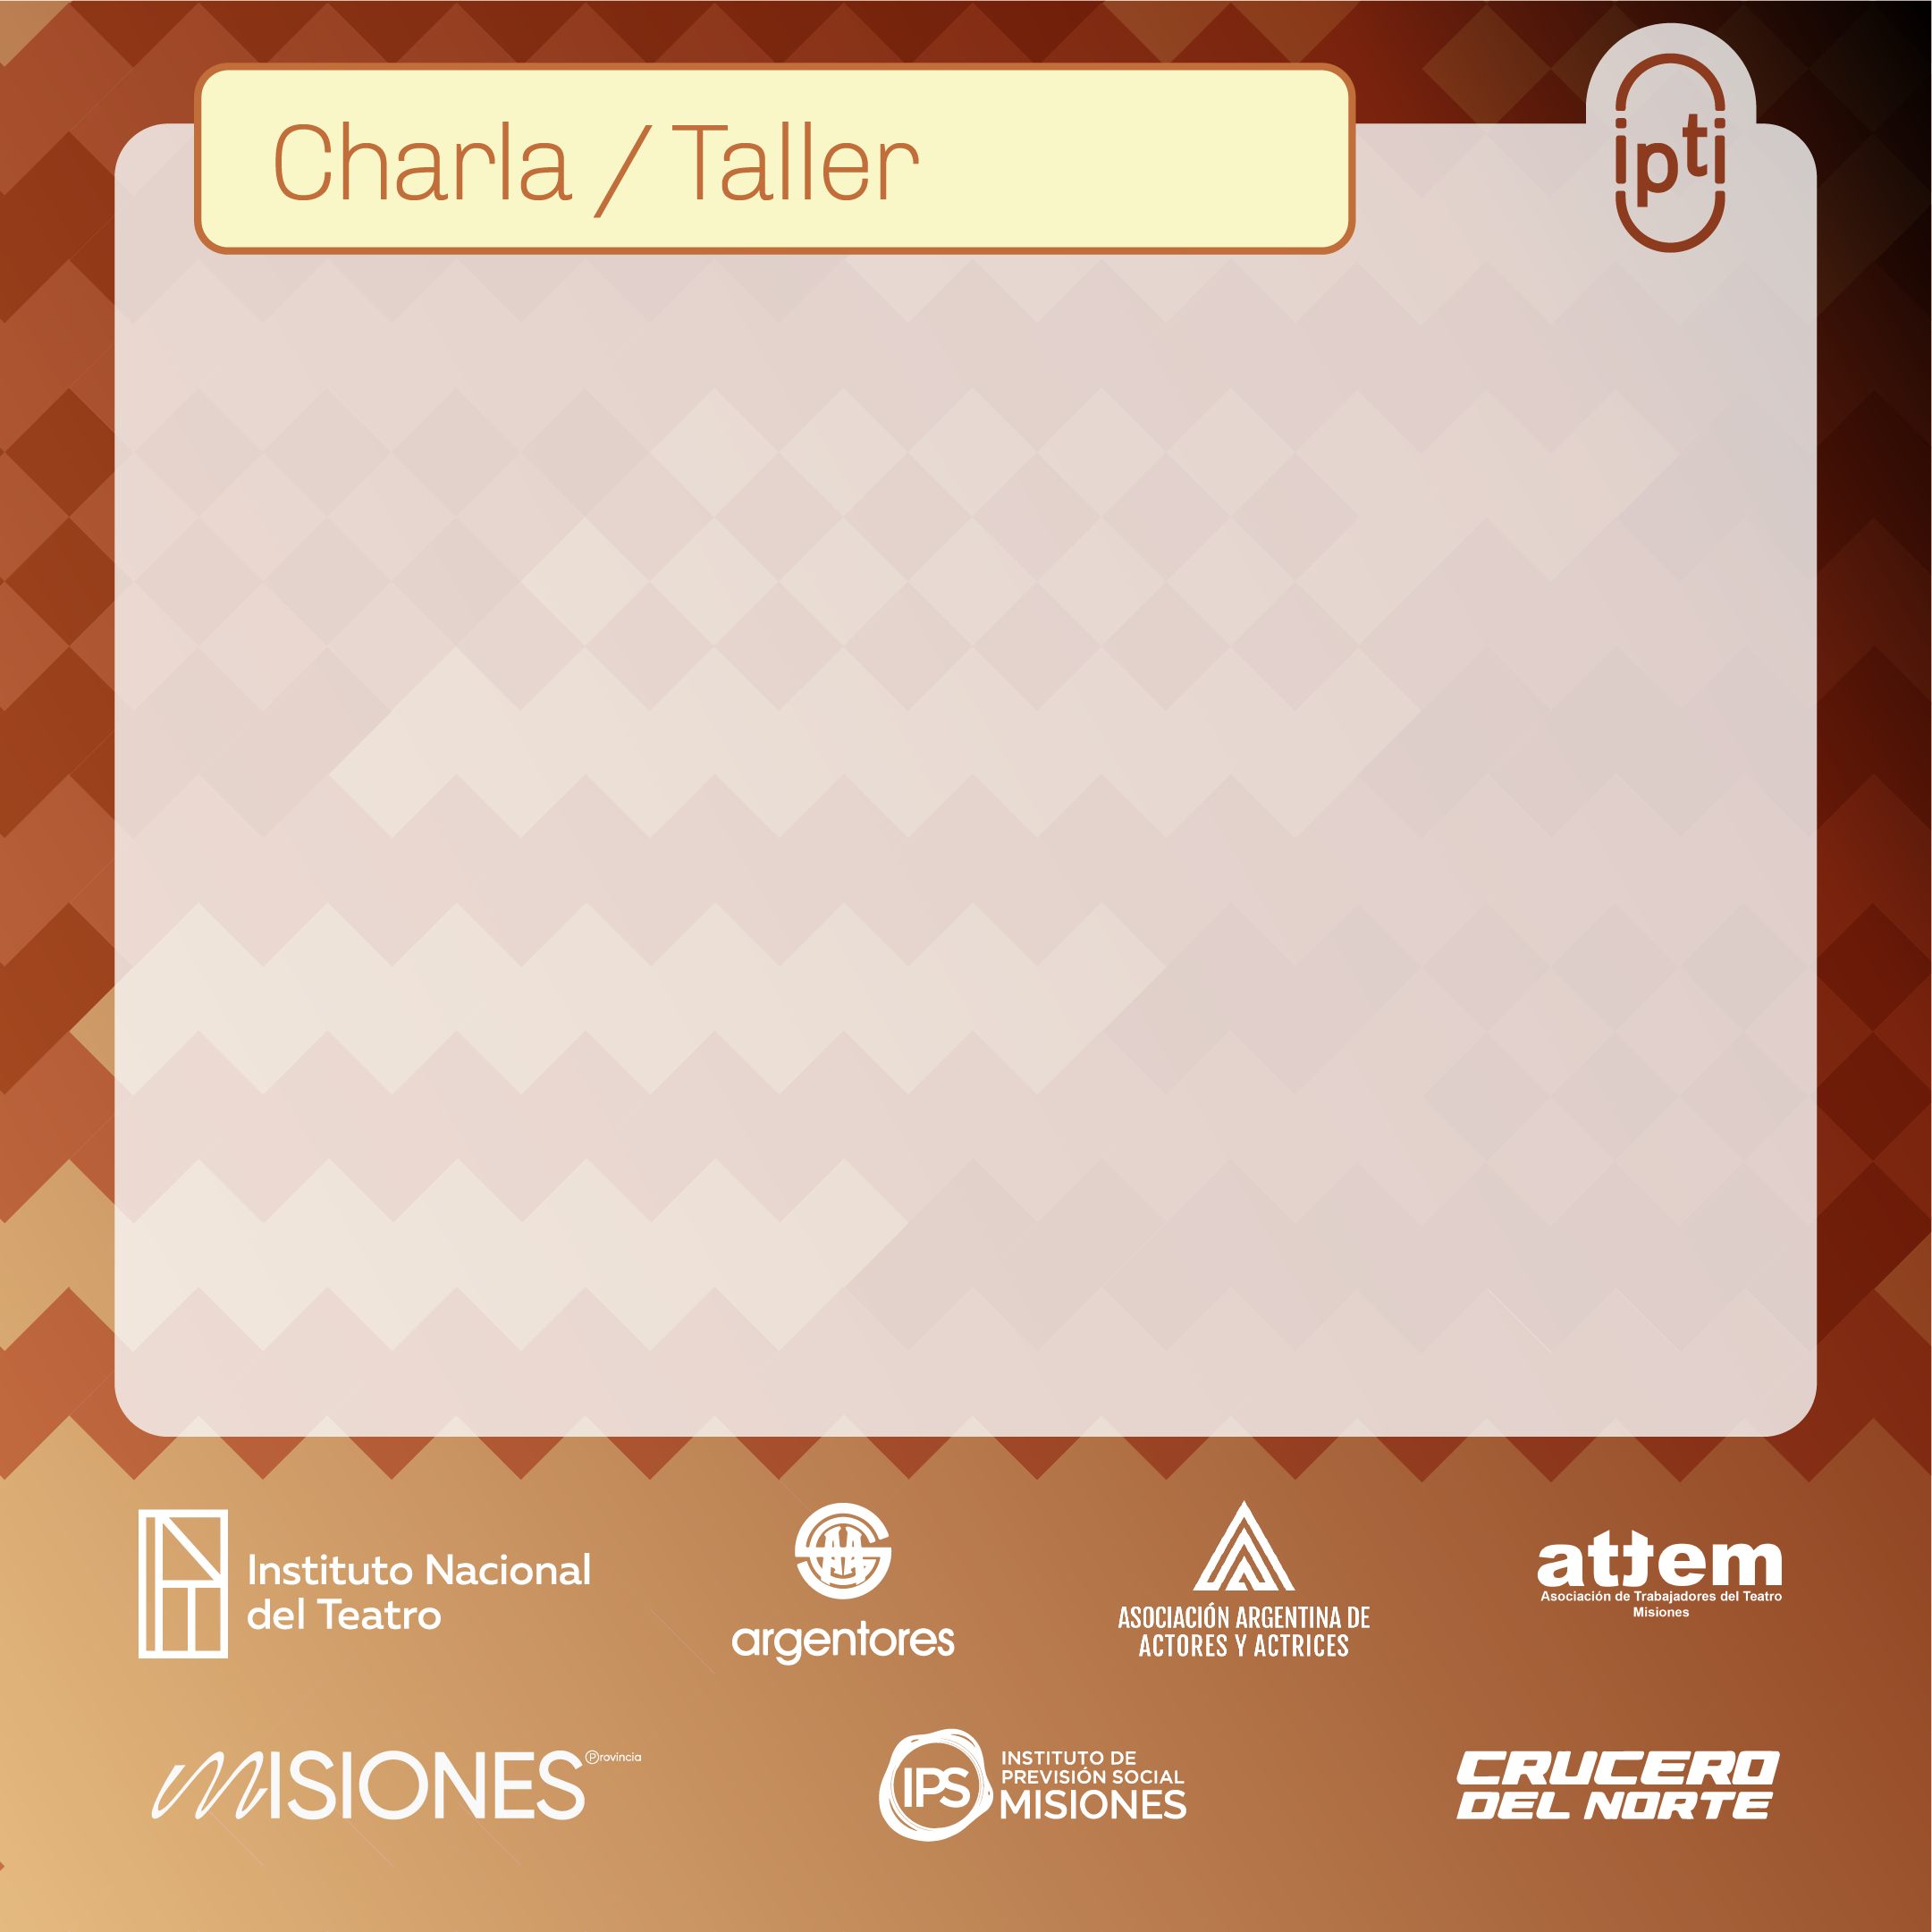 Charla / Taller
ipti
Instituto Nacional
del Teatro
argentores
ASOCIACIÓN ARGENTINA DE
ACTORES Y ACTRICES
attem
Asociación de Trabajadores del Teatro
Misiones
MISIONES Provincia
IPS
INSTITUTO DE
PREVISIÓN SOCIAL
MISIONES
CRUCERO
DEL NORTE